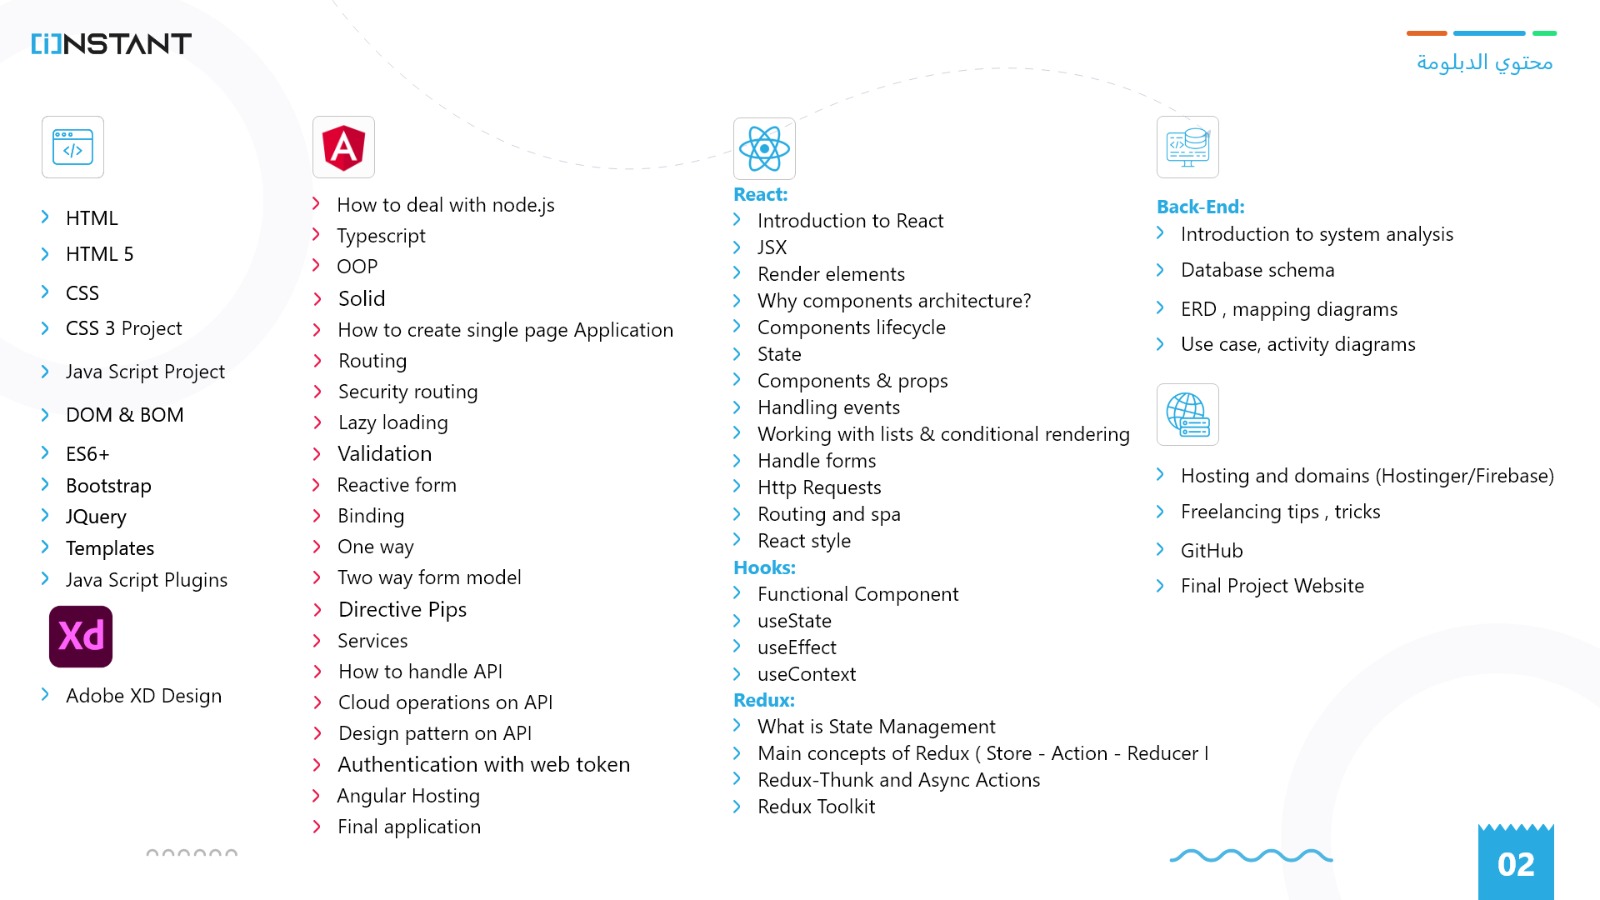 [i]NSTANT
محتوي الدبلومة
HTML
HTML 5
CSS
CSS 3 Project
Java Script Project
DOM & BOM
ES6+
Bootstrap
JQuery
Templates
Java Script Plugins
Xd
Adobe XD Design
How to deal with node.js
Typescript
OOP
Solid
How to create single page Application
Routing
Security routing
Lazy loading
Validation
Reactive form
Binding
One way
Two way form model
Directive Pips
Services
How to handle API
Cloud operations on API
Design pattern on API
Authentication with web token
Angular Hosting
Final application
React:
Introduction to React
JSX
Render elements
Why components architecture?
Components lifecycle
State
Components & props
Handling events
Working with lists & conditional rendering
Handle forms
Http Requests
Routing and spa
React style
Hooks:
Functional Component
useState
useEffect
useContext
Redux:
What is State Management
Main concepts of Redux ( Store - Action - Reducer I
Redux-Thunk and Async Actions
Redux Toolkit
Back-End:
Introduction to system analysis
Database schema
ERD , mapping diagrams
Use case, activity diagrams
Hosting and domains (Hostinger/Firebase)
Freelancing tips , tricks
GitHub
Final Project Website
02